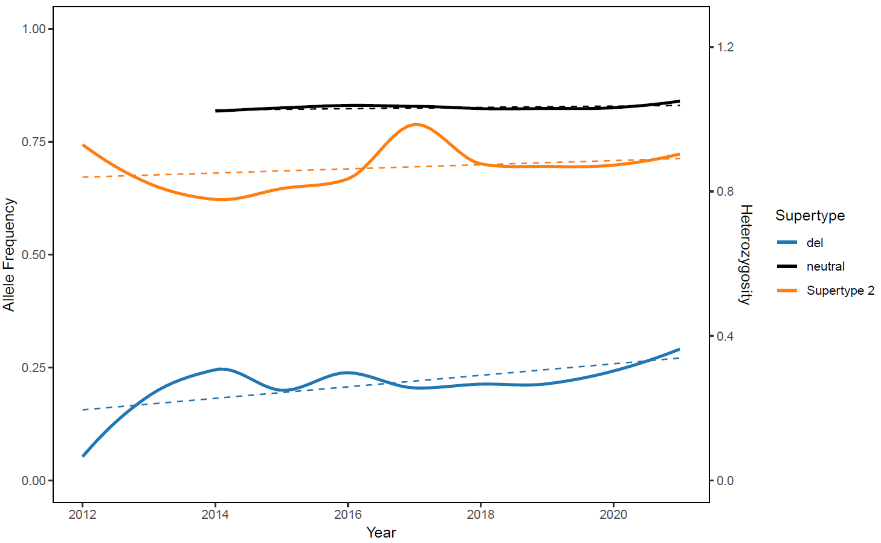 1.00
0.75
0.50
0.25
0.00
Allele Frequency
2012
2014
2016
2018
2020
Year
1.2
0.8
0.4
0.0
Heterozygosity
Supertype
del
neutral
Supertype 2